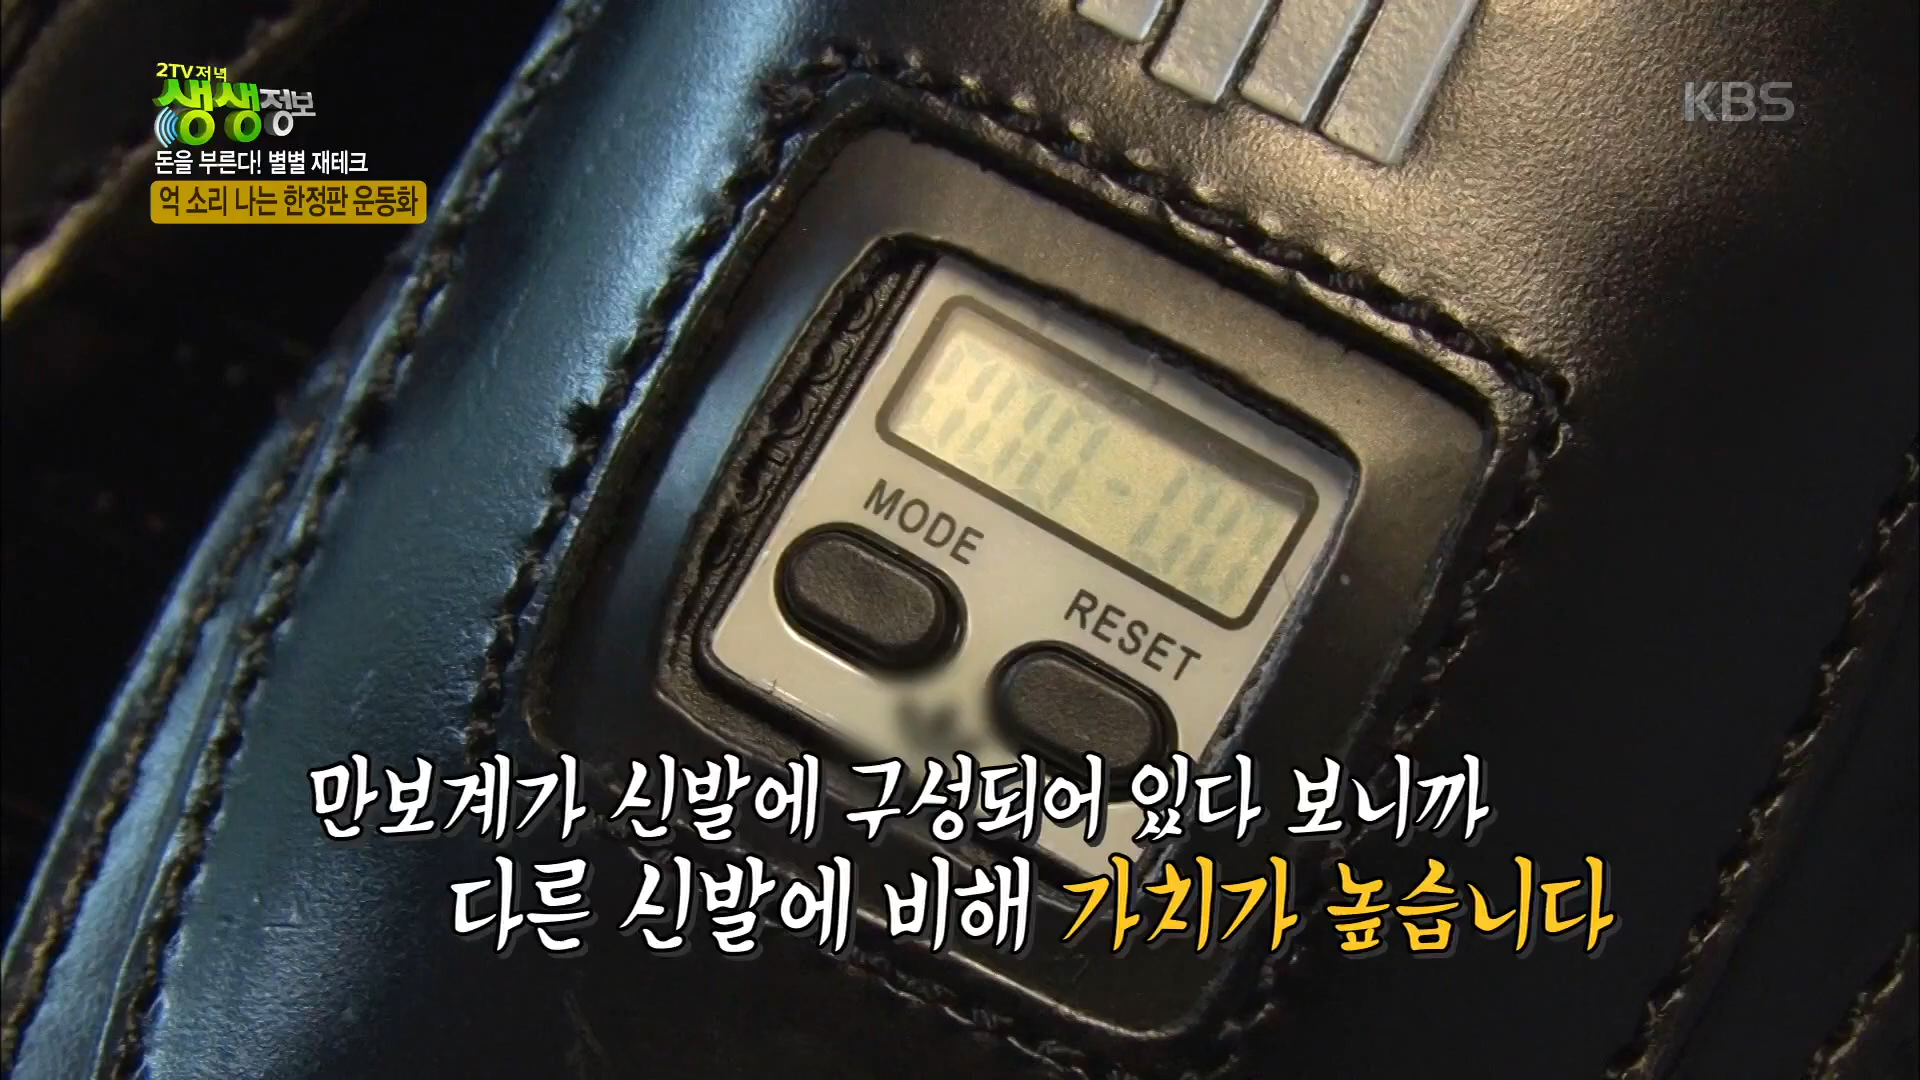 2TV 저녁
생생정보
돈을 부른다! 별별 재테크
억 소리 나는 한정판 운동화
KBS
MODE
RESET
만보계가 신발에 구성되어 있다 보니까
다른 신발에 비해 가치가 높습니다